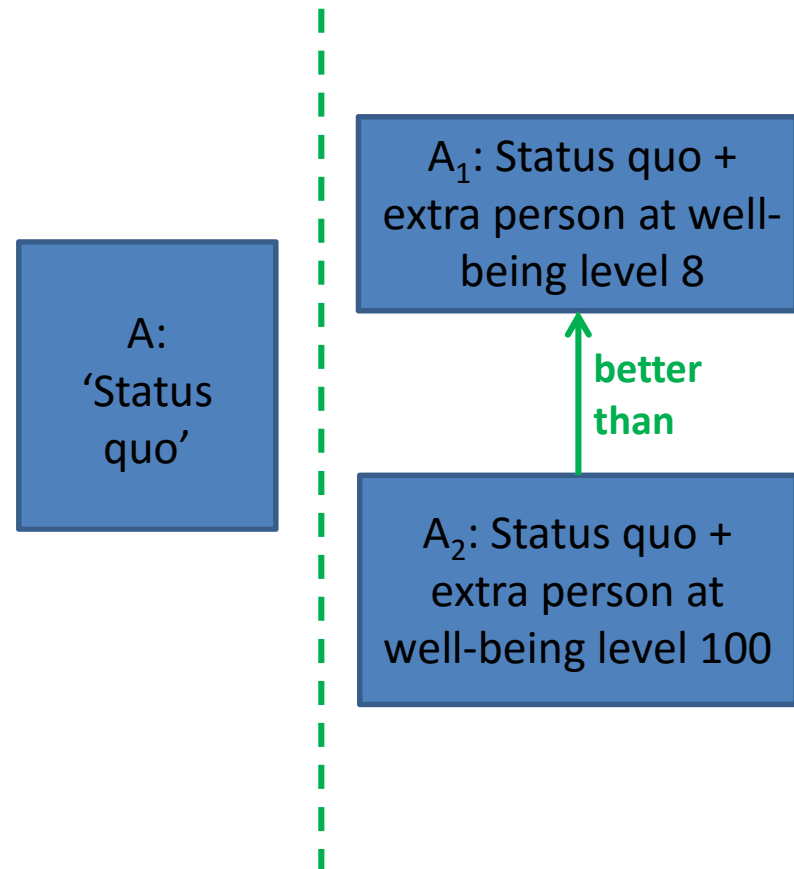 A:
‘Status
quo’
A₁: Status quo +
extra person at well-
being level 8
better
than
A₂: Status quo +
extra person at
well-being level 100